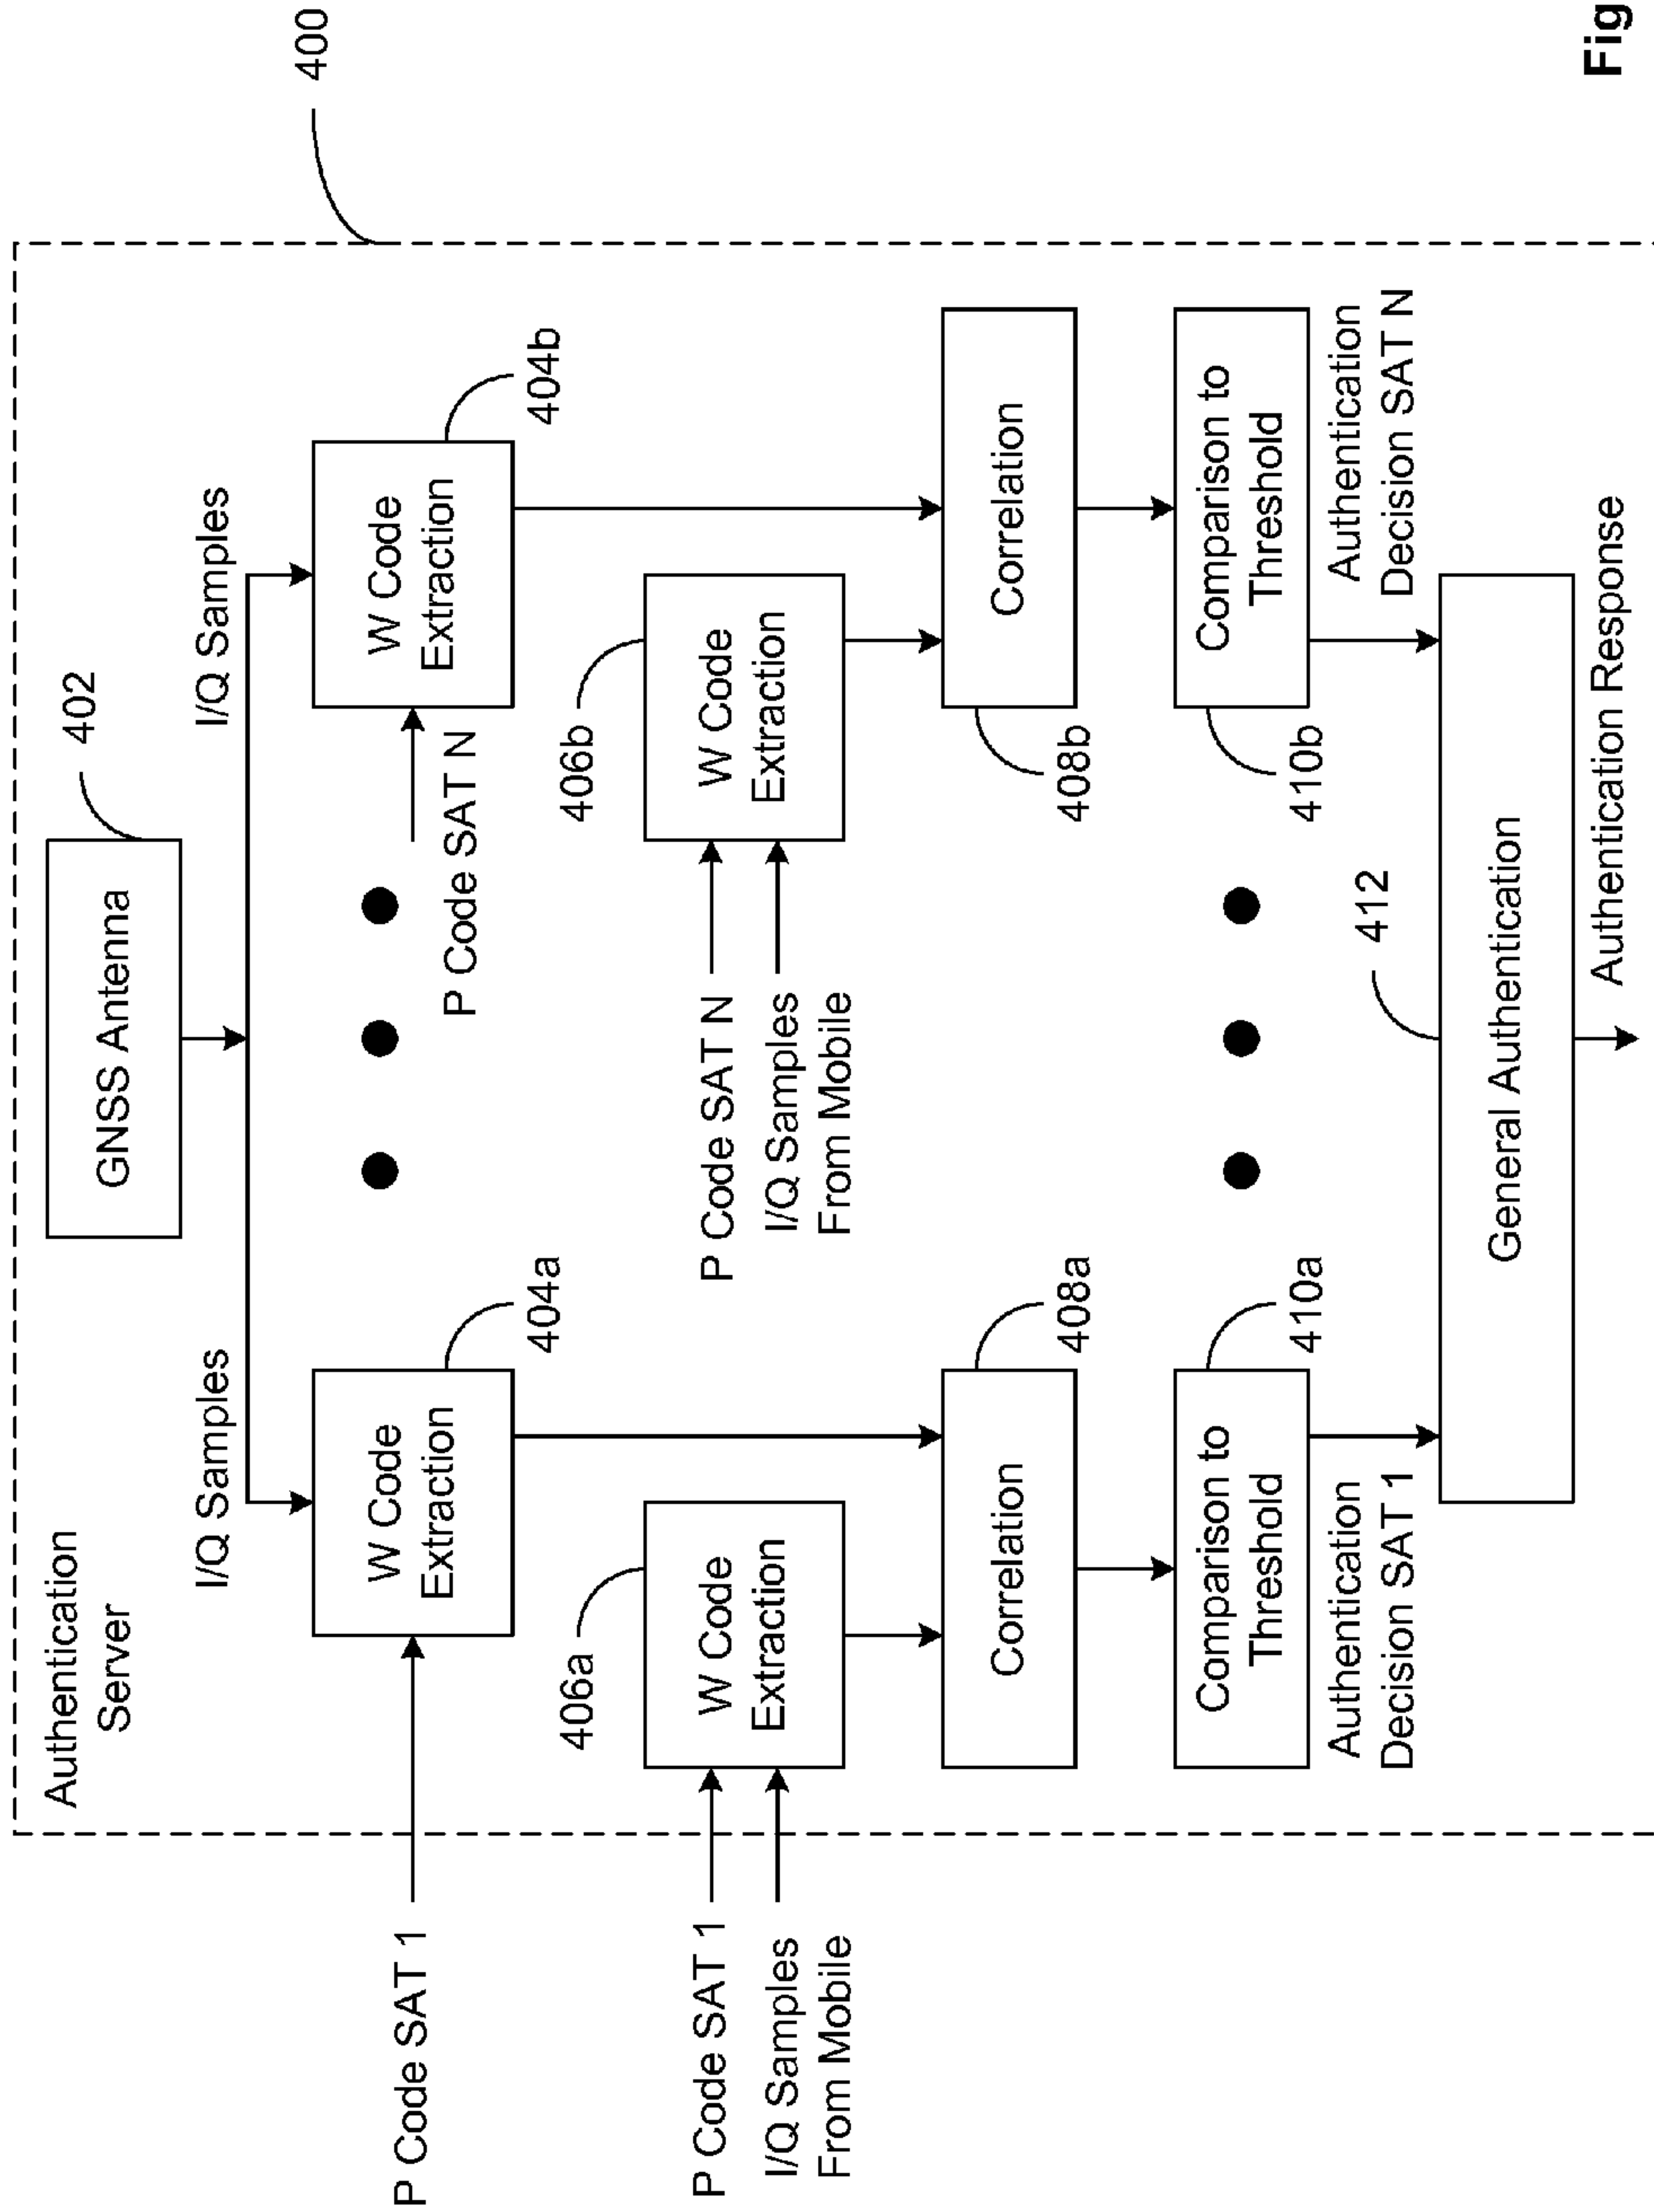 Authentication
Server
GNSS Antenna
402
400
I/Q Samples
I/Q Samples
P Code SAT 1
W Code
Extraction
404a
P Code SAT N
W Code
Extraction
404b
406a
P Code SAT 1
I/Q Samples
From Mobile
W Code
Extraction
406b
P Code SAT N
I/Q Samples
From Mobile
W Code
Extraction
Correlation
408a
Correlation
408b
Comparison to
Threshold
410a
Comparison to
Threshold
410b
Authentication
Decision SAT 1
Authentication
Decision SAT N
412
General Authentication
Authentication Response
Fig